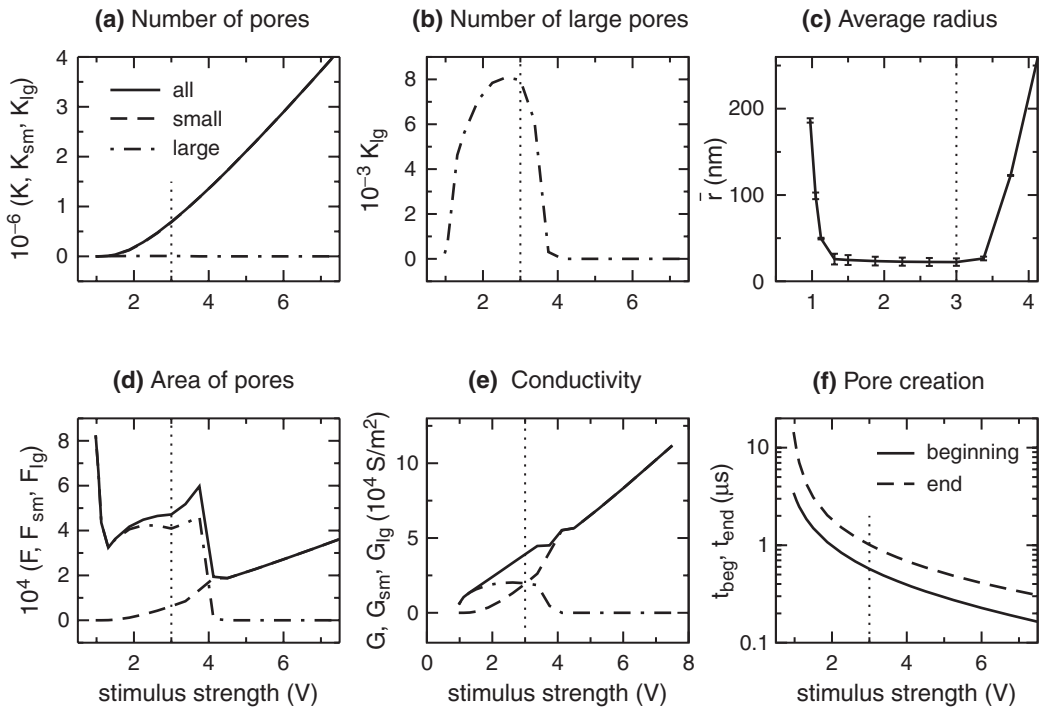 (a) Number of pores
10⁻⁶ (K, K_sm, K_lg)
4
3
2
1
0
all
small
large
2 4 6
(b) Number of large pores
10⁻³ K_lg
8
6
4
2
0
2 4 6
(c) Average radius
r̄ (nm)
200
100
0
1 2 3 4
(d) Area of pores
10⁴ (F, F_sm, F_lg)
8
6
4
2
0
2 4 6
stimulus strength (V)
(e) Conductivity
G, G_sm, G_lg (10⁴ S/m²)
10
5
0
0 2 4 6 8
stimulus strength (V)
(f) Pore creation
t_beg, t_end (μs)
10
1
0.1
beginning
end
2 4 6
stimulus strength (V)